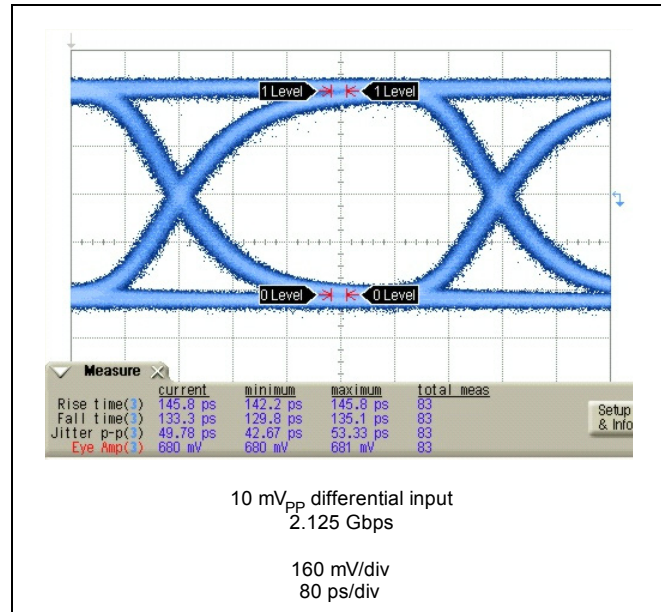 1 Level 1 Level
0 Level 0 Level
Measure
current minimum maximum total meas
Rise time(3) 145.8 ps 142.2 ps 145.8 ps 83
Fall time(3) 133.3 ps 129.8 ps 135.1 ps 83
Jitter p-p(3) 49.78 ps 42.67 ps 53.33 ps 83
Eye Amp(3) 680 mV 680 mV 681 mV 83
Setup
& Info
10 mVPP differential input
2.125 Gbps
160 mV/div
80 ps/div